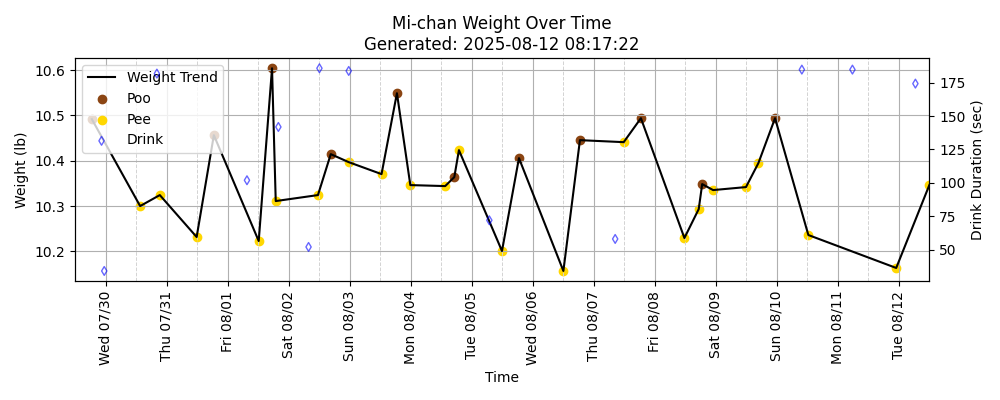 Mi-chan Weight Over Time
Generated: 2025-08-12 08:17:22
Weight (lb)
10.6
10.5
10.4
10.3
10.2
Weight Trend
Poo
Pee
Drink
175
150
125
100
75
50
Drink Duration (sec)
Wed 07/30
Thu 07/31
Fri 08/01
Sat 08/02
Sun 08/03
Mon 08/04
Tue 08/05
Wed 08/06
Thu 08/07
Fri 08/08
Sat 08/09
Sun 08/10
Mon 08/11
Tue 08/12
Time